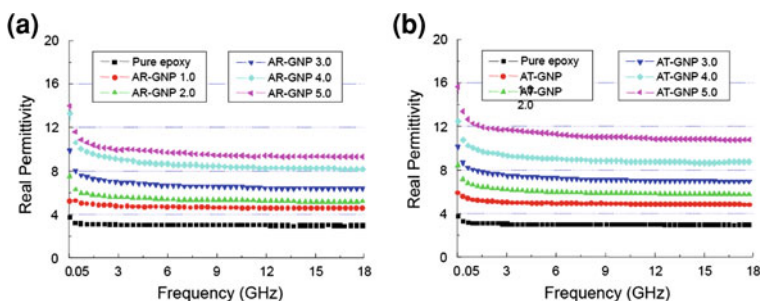 (a)
Real Permittivity
20
16
12
8
4
0
Pure epoxy
AR-GNP 1.0
AR-GNP 2.0
AR-GNP 3.0
AR-GNP 4.0
AR-GNP 5.0
0.05 3 6 9 12 15 18
Frequency (GHz)
(b)
Real Permittivity
20
16
12
8
4
0
Pure epoxy
AT-GNP
AT-GNP
2.0
AT-GNP 3.0
AT-GNP 4.0
AT-GNP 5.0
0.05 3 6 9 12 15 18
Frequency (GHz)